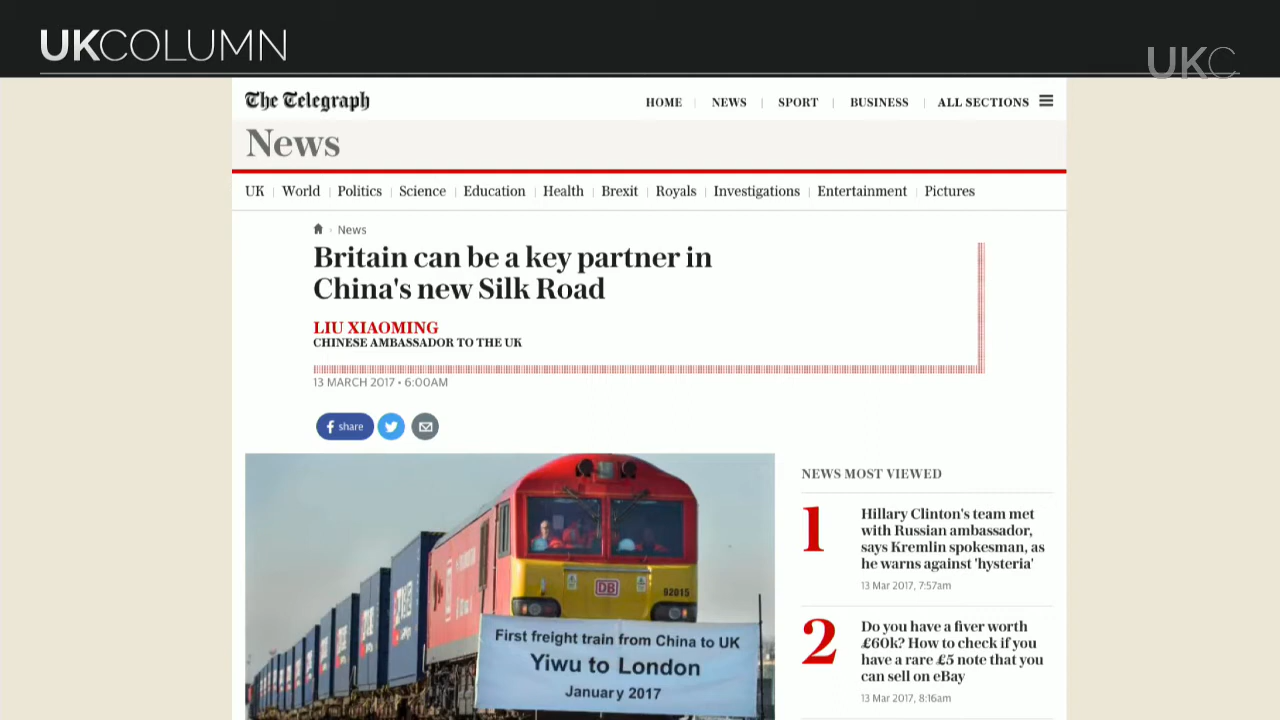 UKCOLUMN
UKC
The Telegraph
HOME NEWS SPORT BUSINESS ALL SECTIONS
News
UK World Politics Science Education Health Brexit Royals Investigations Entertainment Pictures
News
Britain can be a key partner in
China's new Silk Road
LIU XIAOMING
CHINESE AMBASSADOR TO THE UK
13 MARCH 2017 • 6:00AM
share
DB
92015
First freight train from China to UK
Yiwu to London
January 2017
NEWS MOST VIEWED
1
Hillary Clinton's team met
with Russian ambassador,
says Kremlin spokesman, as
he warns against 'hysteria'
13 Mar 2017, 7:57am
2
Do you have a fiver worth
£60k? How to check if you
have a rare £5 note that you
can sell on eBay
13 Mar 2017, 8:16am